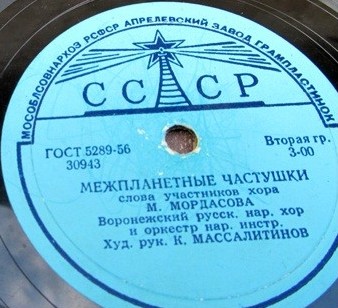 МОСОБЛСОВНАРХОЗ РСФСР АПРЕЛЕВСКИЙ ЗАВОД ГРАМПЛАСТИНОК
СССР
ГОСТ 5289-56
30943
Вторая гр.
3-00
МЕЖПЛАНЕТНЫЕ ЧАСТУШКИ
слова участников хора
М. МОРДАСОВА
Воронежский русск. нар. хор
и оркестр нар. инстр.
Худ. рук. К. МАССАЛИТИНОВ